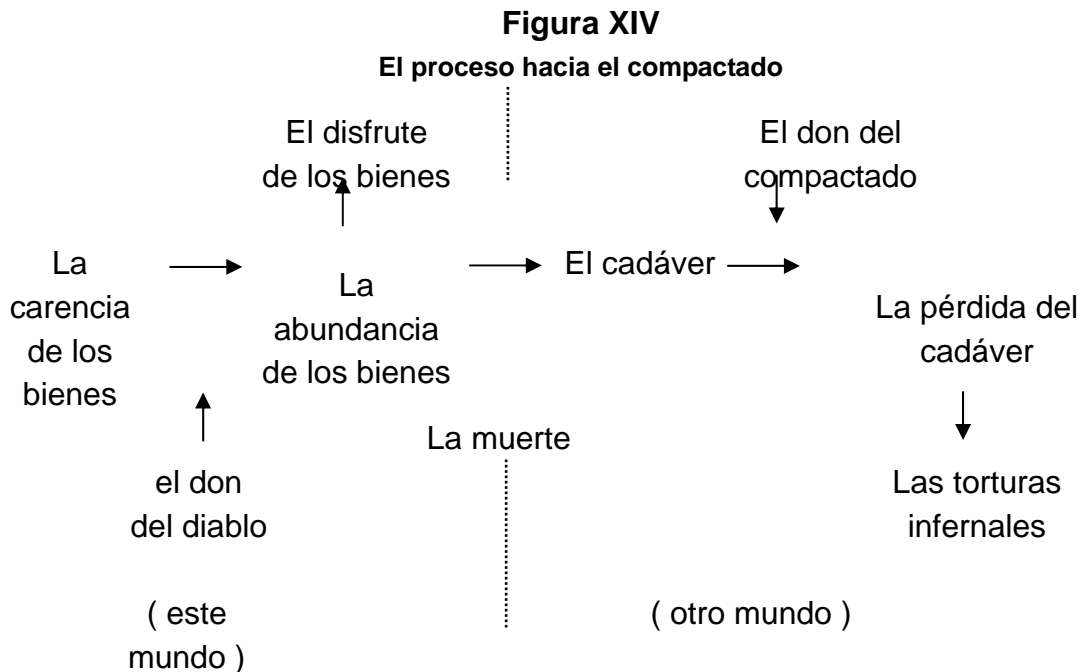 Figura XIV
El proceso hacia el compactado
El disfrute
de los bienes
El don del
compactado
La
carencia
de los
bienes
La
abundancia
de los bienes
El cadáver
La pérdida del
cadáver
La muerte
el don
del diablo
Las torturas
infernales
( este
mundo )
( otro mundo )